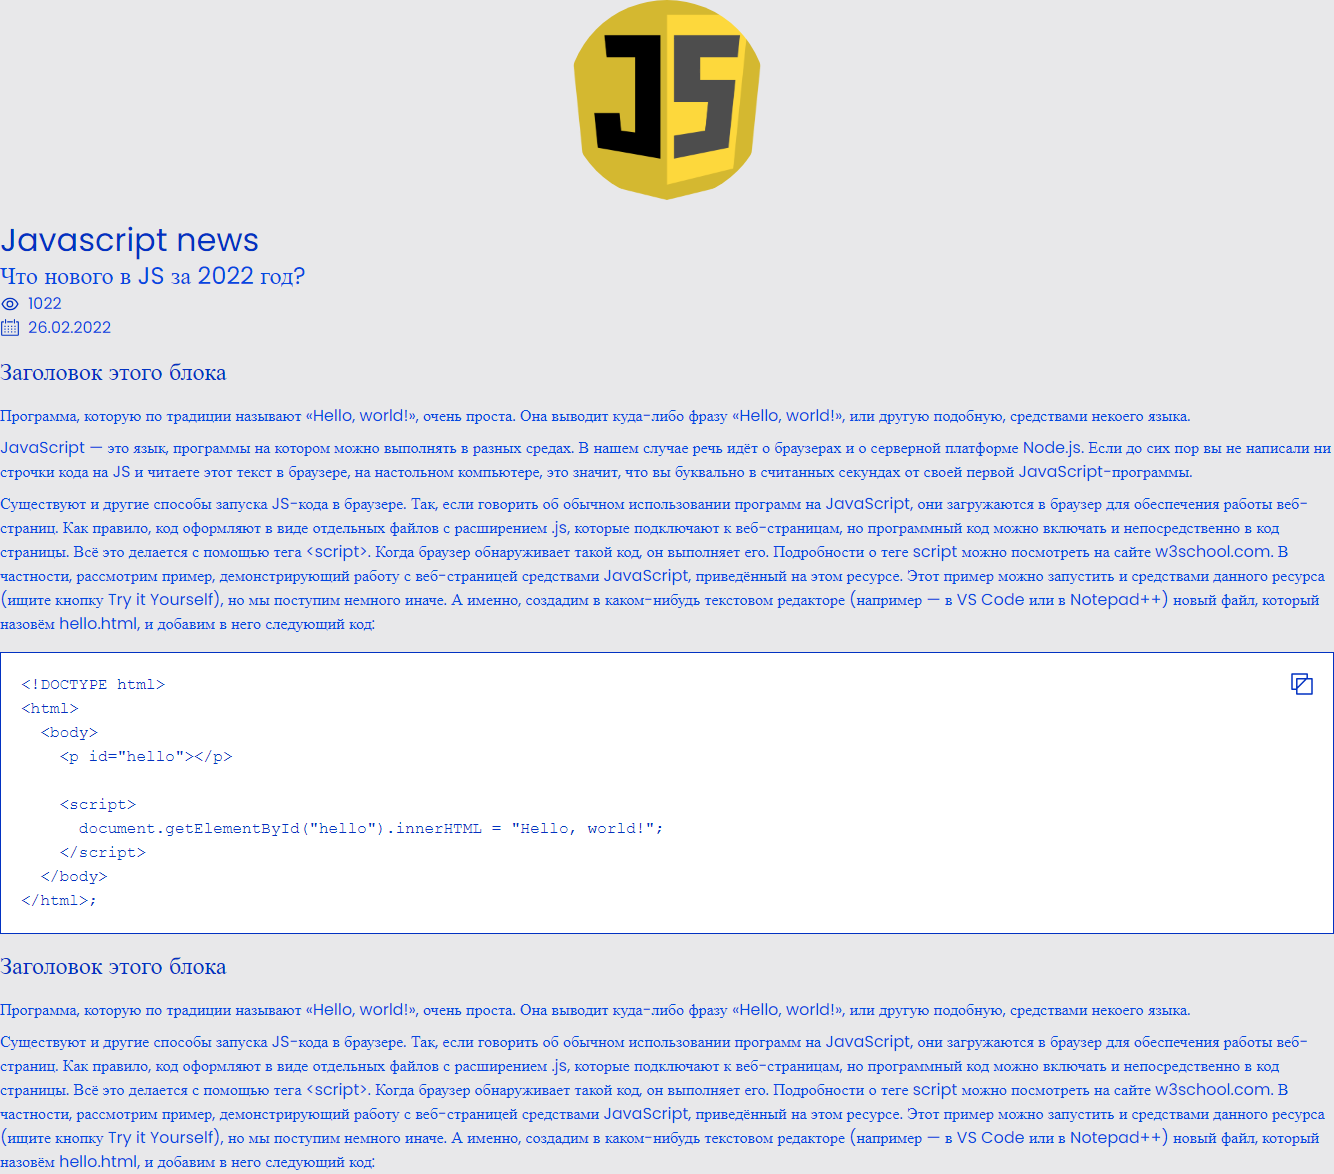 JS
Javascript news
Что нового в JS за 2022 год?
1022
26.02.2022
Заголовок этого блока
Программа, которую по традиции называют «Hello, world!», очень проста. Она выводит куда-либо фразу «Hello, world!», или другую подобную, средствами некоего языка.
JavaScript — это язык, программы на котором можно выполнять в разных средах. В нашем случае речь идёт о браузерах и о серверной платформе Node.js. Если до сих пор вы не написали ни
строчки кода на JS и читаете этот текст в браузере, на настольном компьютере, это значит, что вы буквально в считанных секундах от своей первой JavaScript-программы.
Существуют и другие способы запуска JS-кода в браузере. Так, если говорить об обычном использовании программ на JavaScript, они загружаются в браузер для обеспечения работы веб-
страниц. Как правило, код оформляют в виде отдельных файлов с расширением .js, которые подключают к веб-страницам, но программный код можно включать и непосредственно в код
страницы. Всё это делается с помощью тега <script>. Когда браузер обнаруживает такой код, он выполняет его. Подробности о теге script можно посмотреть на сайте w3school.com. В
частности, рассмотрим пример, демонстрирующий работу с веб-страницей средствами JavaScript, приведённый на этом ресурсе. Этот пример можно запустить и средствами данного ресурса
(ищите кнопку Try it Yourself), но мы поступим немного иначе. А именно, создадим в каком-нибудь текстовом редакторе (например — в VS Code или в Notepad++) новый файл, который
назовём hello.html, и добавим в него следующий код:
<!DOCTYPE html>
<html>
  <body>
    <p id="hello"></p>
    <script>
      document.getElementById("hello").innerHTML = "Hello, world!";
    </script>
  </body>
</html>;
Заголовок этого блока
Программа, которую по традиции называют «Hello, world!», очень проста. Она выводит куда-либо фразу «Hello, world!», или другую подобную, средствами некоего языка.
Существуют и другие способы запуска JS-кода в браузере. Так, если говорить об обычном использовании программ на JavaScript, они загружаются в браузер для обеспечения работы веб-
страниц. Как правило, код оформляют в виде отдельных файлов с расширением .js, которые подключают к веб-страницам, но программный код можно включать и непосредственно в код
страницы. Всё это делается с помощью тега <script>. Когда браузер обнаруживает такой код, он выполняет его. Подробности о теге script можно посмотреть на сайте w3school.com. В
частности, рассмотрим пример, демонстрирующий работу с веб-страницей средствами JavaScript, приведённый на этом ресурсе. Этот пример можно запустить и средствами данного ресурса
(ищите кнопку Try it Yourself), но мы поступим немного иначе. А именно, создадим в каком-нибудь текстовом редакторе (например — в VS Code или в Notepad++) новый файл, который
назовём hello.html, и добавим в него следующий код: